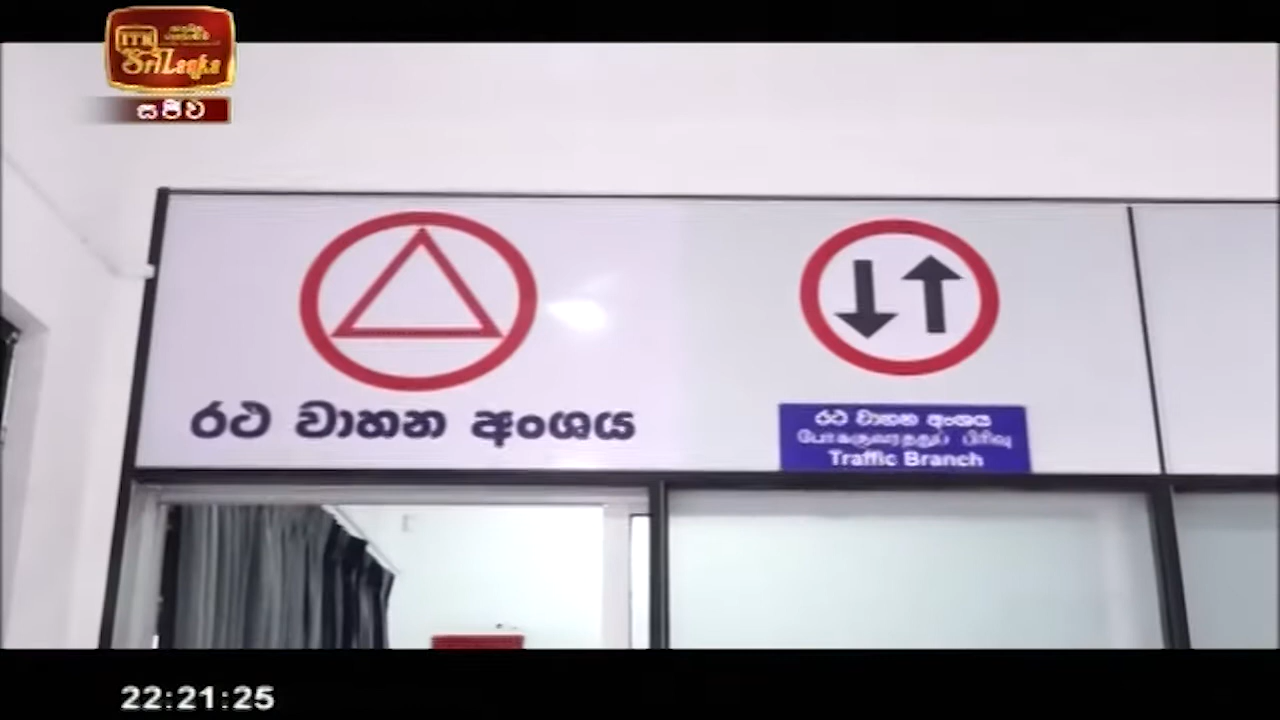 ITN
Sri Lanka
සජීව
රථ වාහන අංශය
රථ වාහන අංශය
போக்குவரத்துப் பிரிவு
Traffic Branch
22:21:25